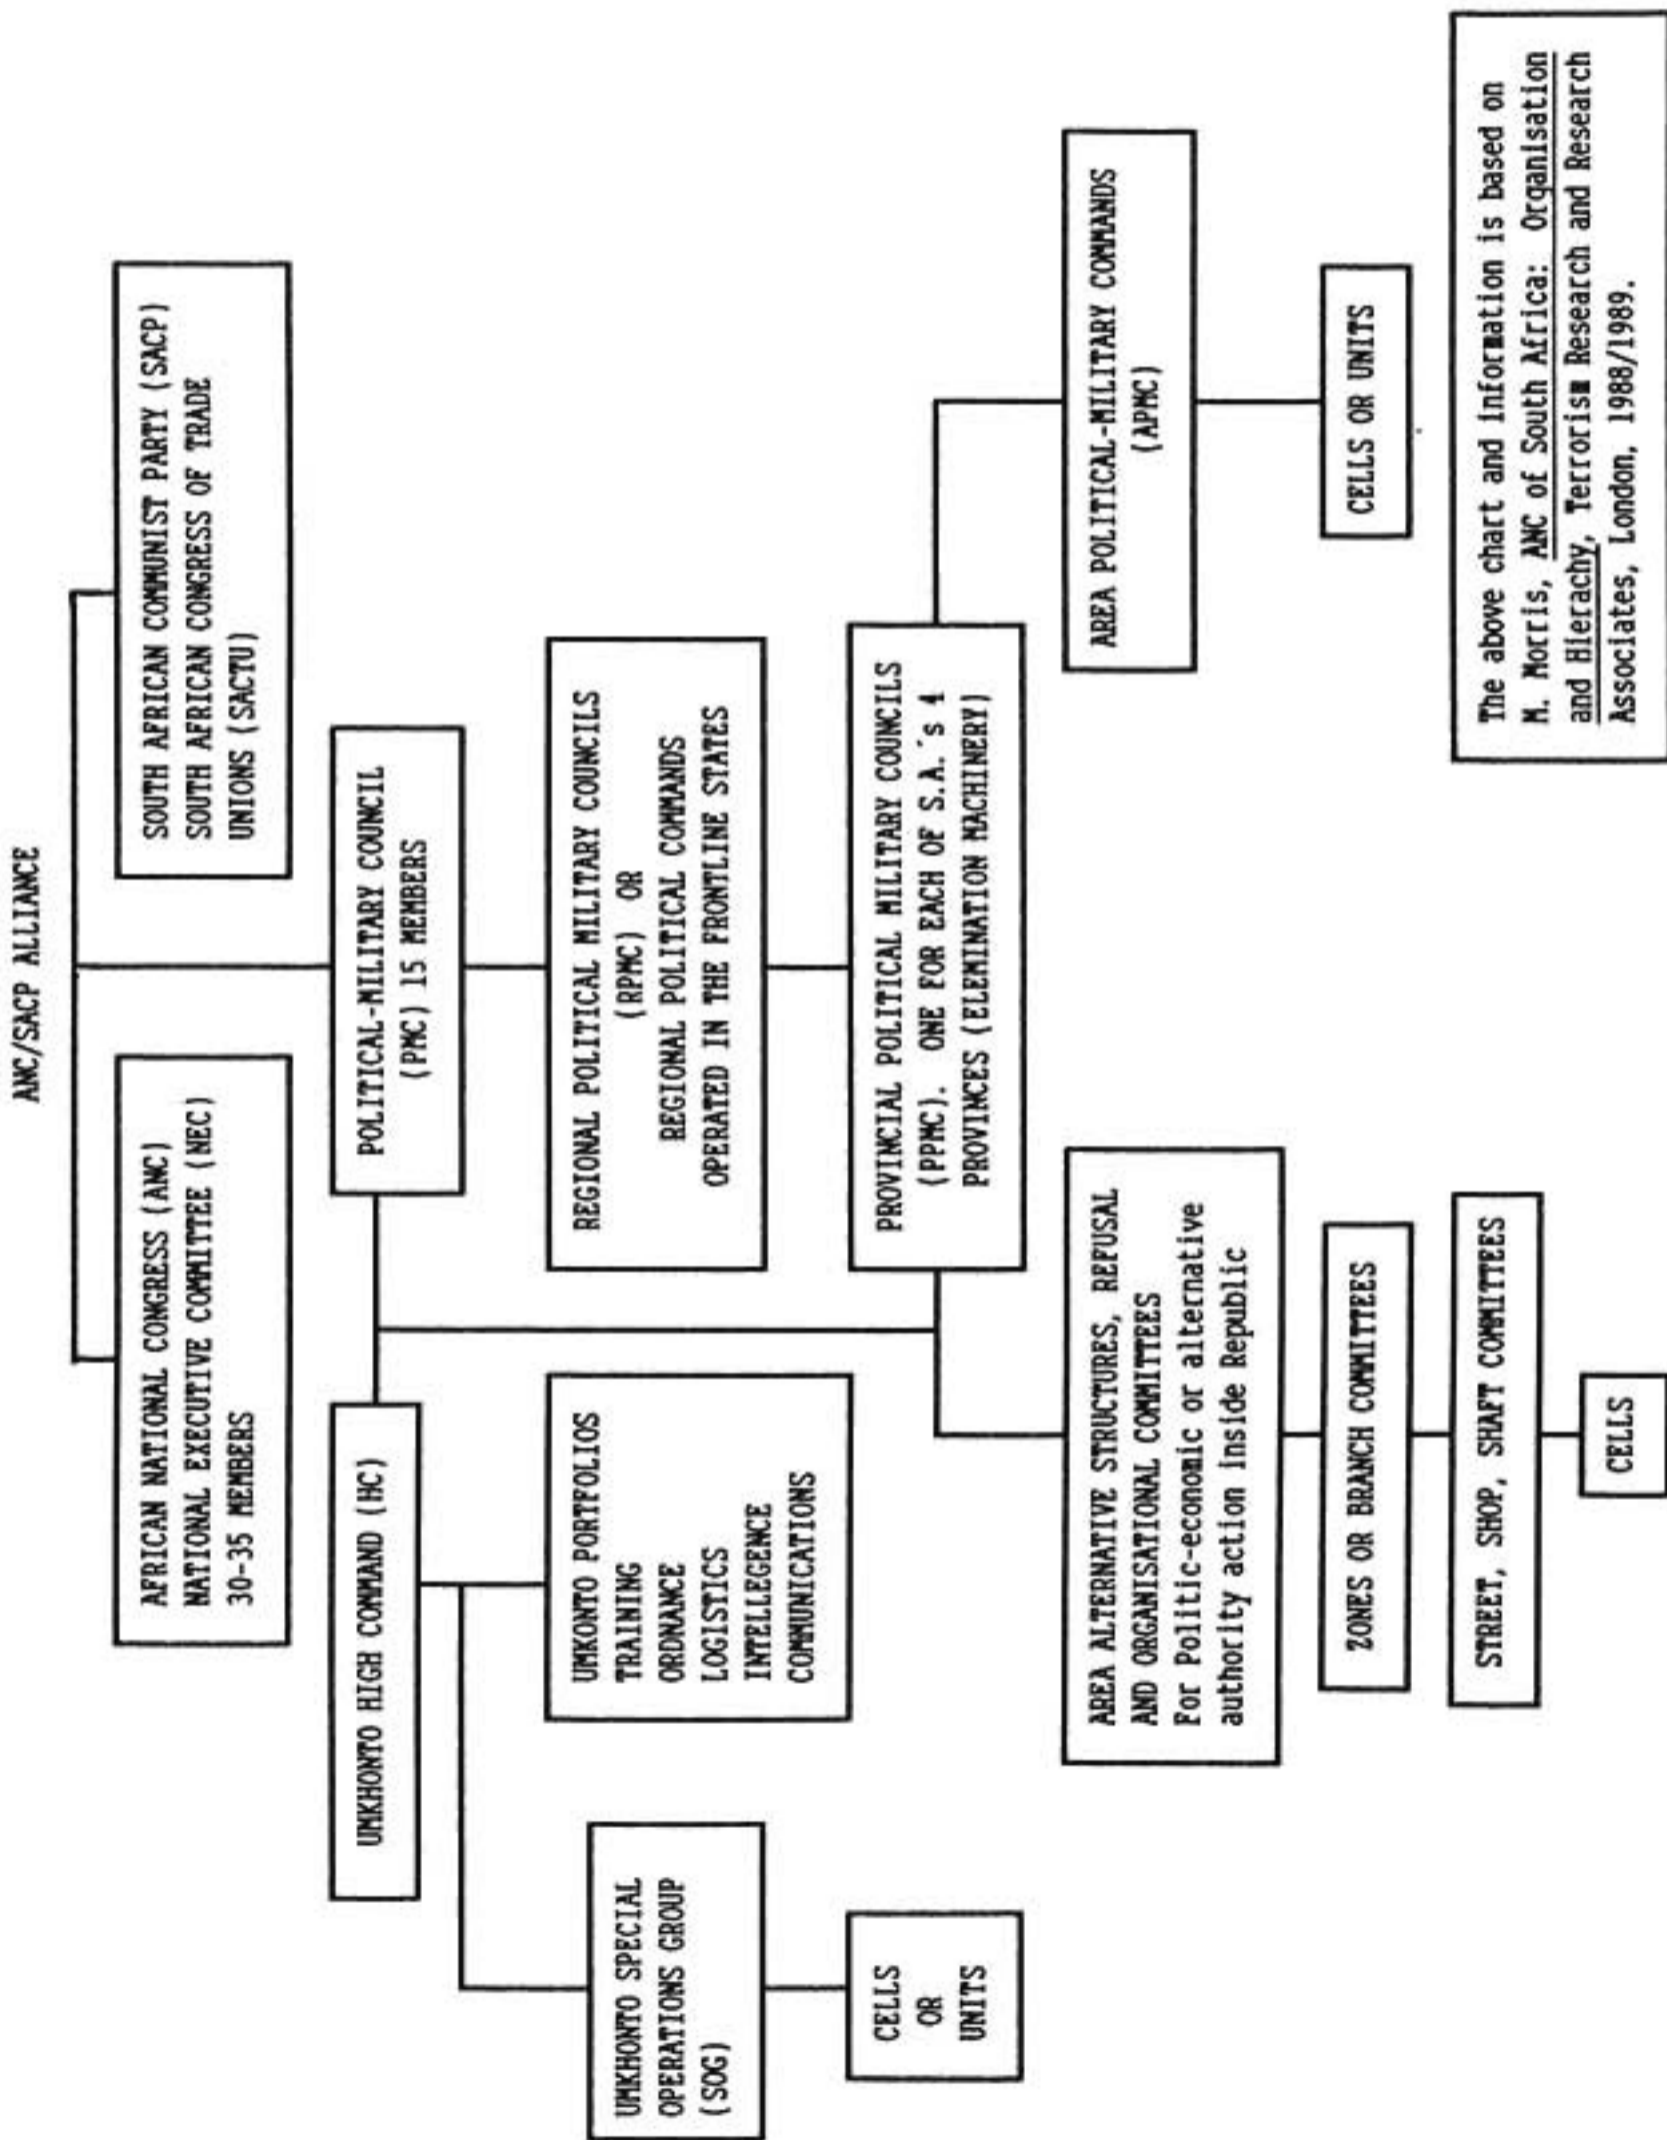 ANC/SACP ALLIANCE
AFRICAN NATIONAL CONGRESS (ANC)
NATIONAL EXECUTIVE COMMITTEE (NEC)
30-35 MEMBERS
SOUTH AFRICAN COMMUNIST PARTY (SACP)
SOUTH AFRICAN CONGRESS OF TRADE
UNIONS (SACTU)
UMKHONTO HIGH COMMAND (HC)
POLITICAL-MILITARY COUNCIL
(PMC) 15 MEMBERS
UMKHONTO SPECIAL
OPERATIONS GROUP
(SOG)
UMKONTO PORTFOLIOS
TRAINING
ORDNANCE
LOGISTICS
INTELLEGENCE
COMMUNICATIONS
REGIONAL POLITICAL MILITARY COUNCILS
(RPMC) OR
REGIONAL POLITICAL COMMANDS
OPERATED IN THE FRONTLINE STATES
CELLS
OR
UNITS
PROVINCIAL POLITICAL MILITARY COUNCILS
(PPMC). ONE FOR EACH OF S.A.´s 4
PROVINCES (ELEMINATION MACHINERY)
AREA ALTERNATIVE STRUCTURES, REFUSAL
AND ORGANISATIONAL COMMITTEES
For Politic-economic or alternative
authority action inside Republic
AREA POLITICAL-MILITARY COMMANDS
(APMC)
ZONES OR BRANCH COMMITTEES
CELLS OR UNITS
STREET, SHOP, SHAFT COMMITTEES
CELLS
The above chart and information is based on
M. Morris, ANC of South Africa: Organisation
and Hierachy, Terrorism Research and Research
Associates, London, 1988/1989.